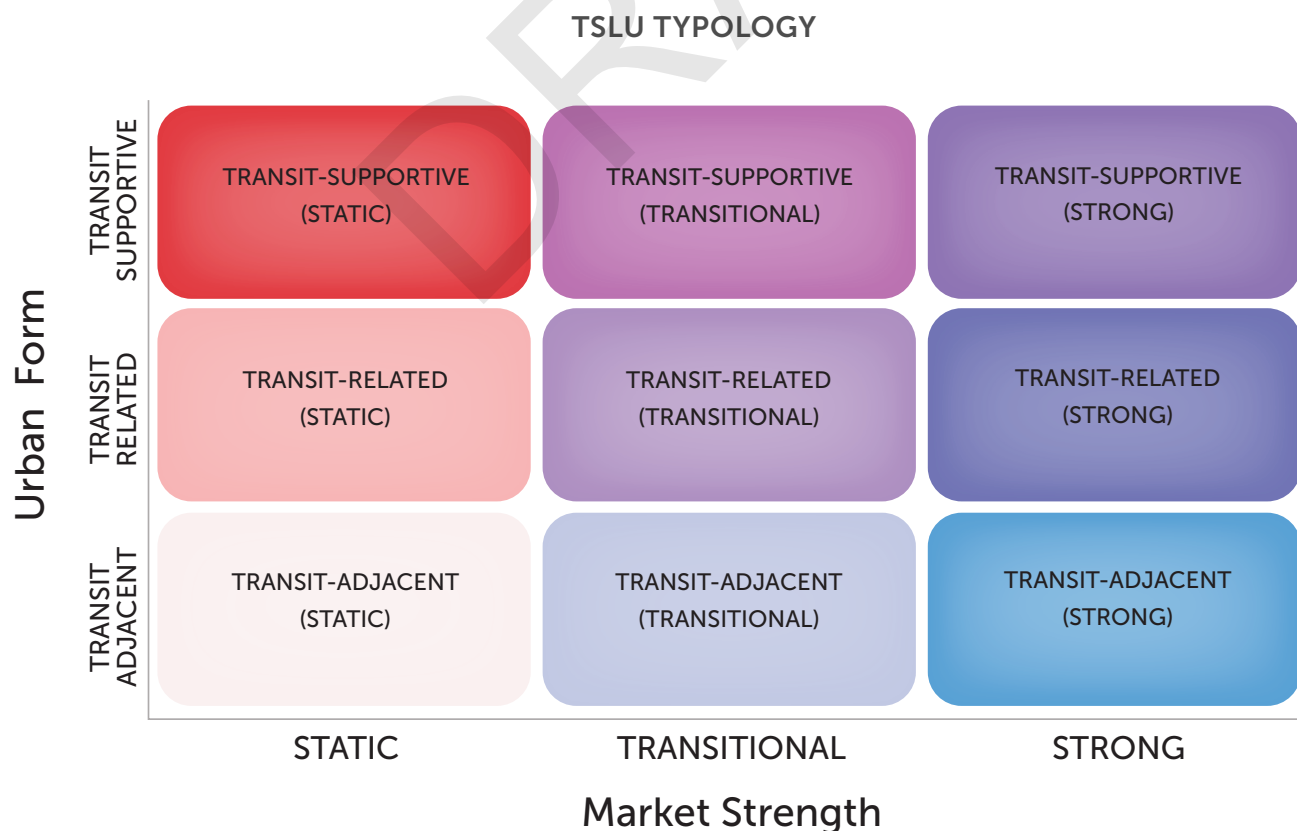 TSLU TYPOLOGY
DRA
Urban Form
TRANSIT
SUPPORTIVE
TRANSIT-SUPPORTIVE
(STATIC)
TRANSIT-SUPPORTIVE
(TRANSITIONAL)
TRANSIT-SUPPORTIVE
(STRONG)
TRANSIT
RELATED
TRANSIT-RELATED
(STATIC)
TRANSIT-RELATED
(TRANSITIONAL)
TRANSIT-RELATED
(STRONG)
TRANSIT
ADJACENT
TRANSIT-ADJACENT
(STATIC)
TRANSIT-ADJACENT
(TRANSITIONAL)
TRANSIT-ADJACENT
(STRONG)
STATIC
TRANSITIONAL
STRONG
Market Strength